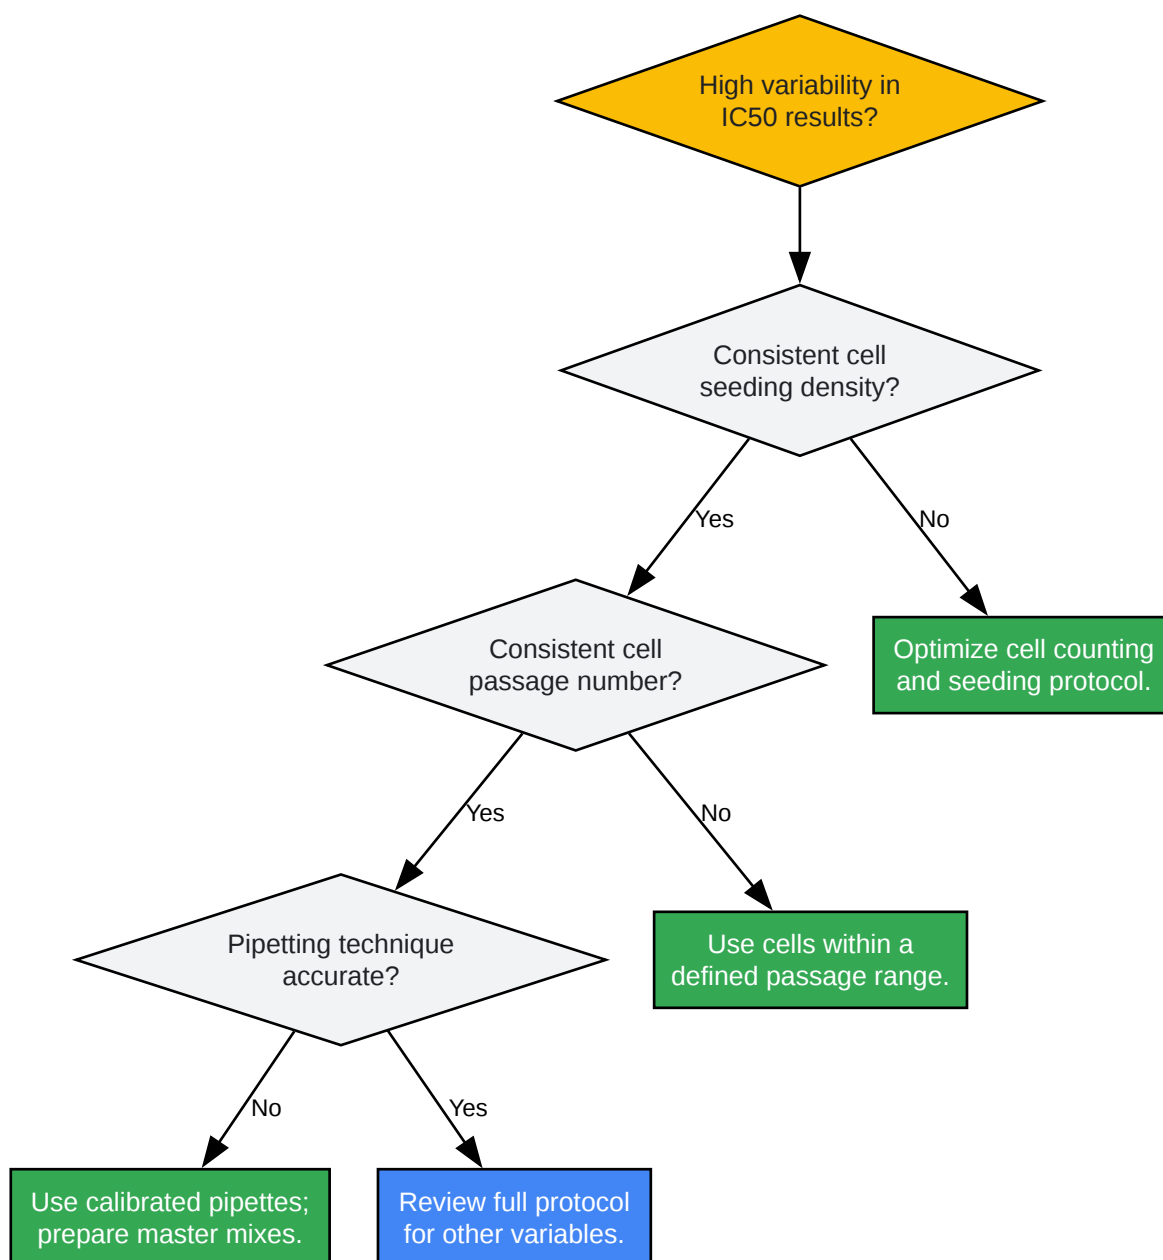 High variability in
IC50 results?
Consistent cell
seeding density?
Yes
No
Consistent cell
passage number?
Optimize cell counting
and seeding protocol.
Yes
No
Pipetting technique
accurate?
Use cells within a
defined passage range.
No
Yes
Use calibrated pipettes;
prepare master mixes.
Review full protocol
for other variables.